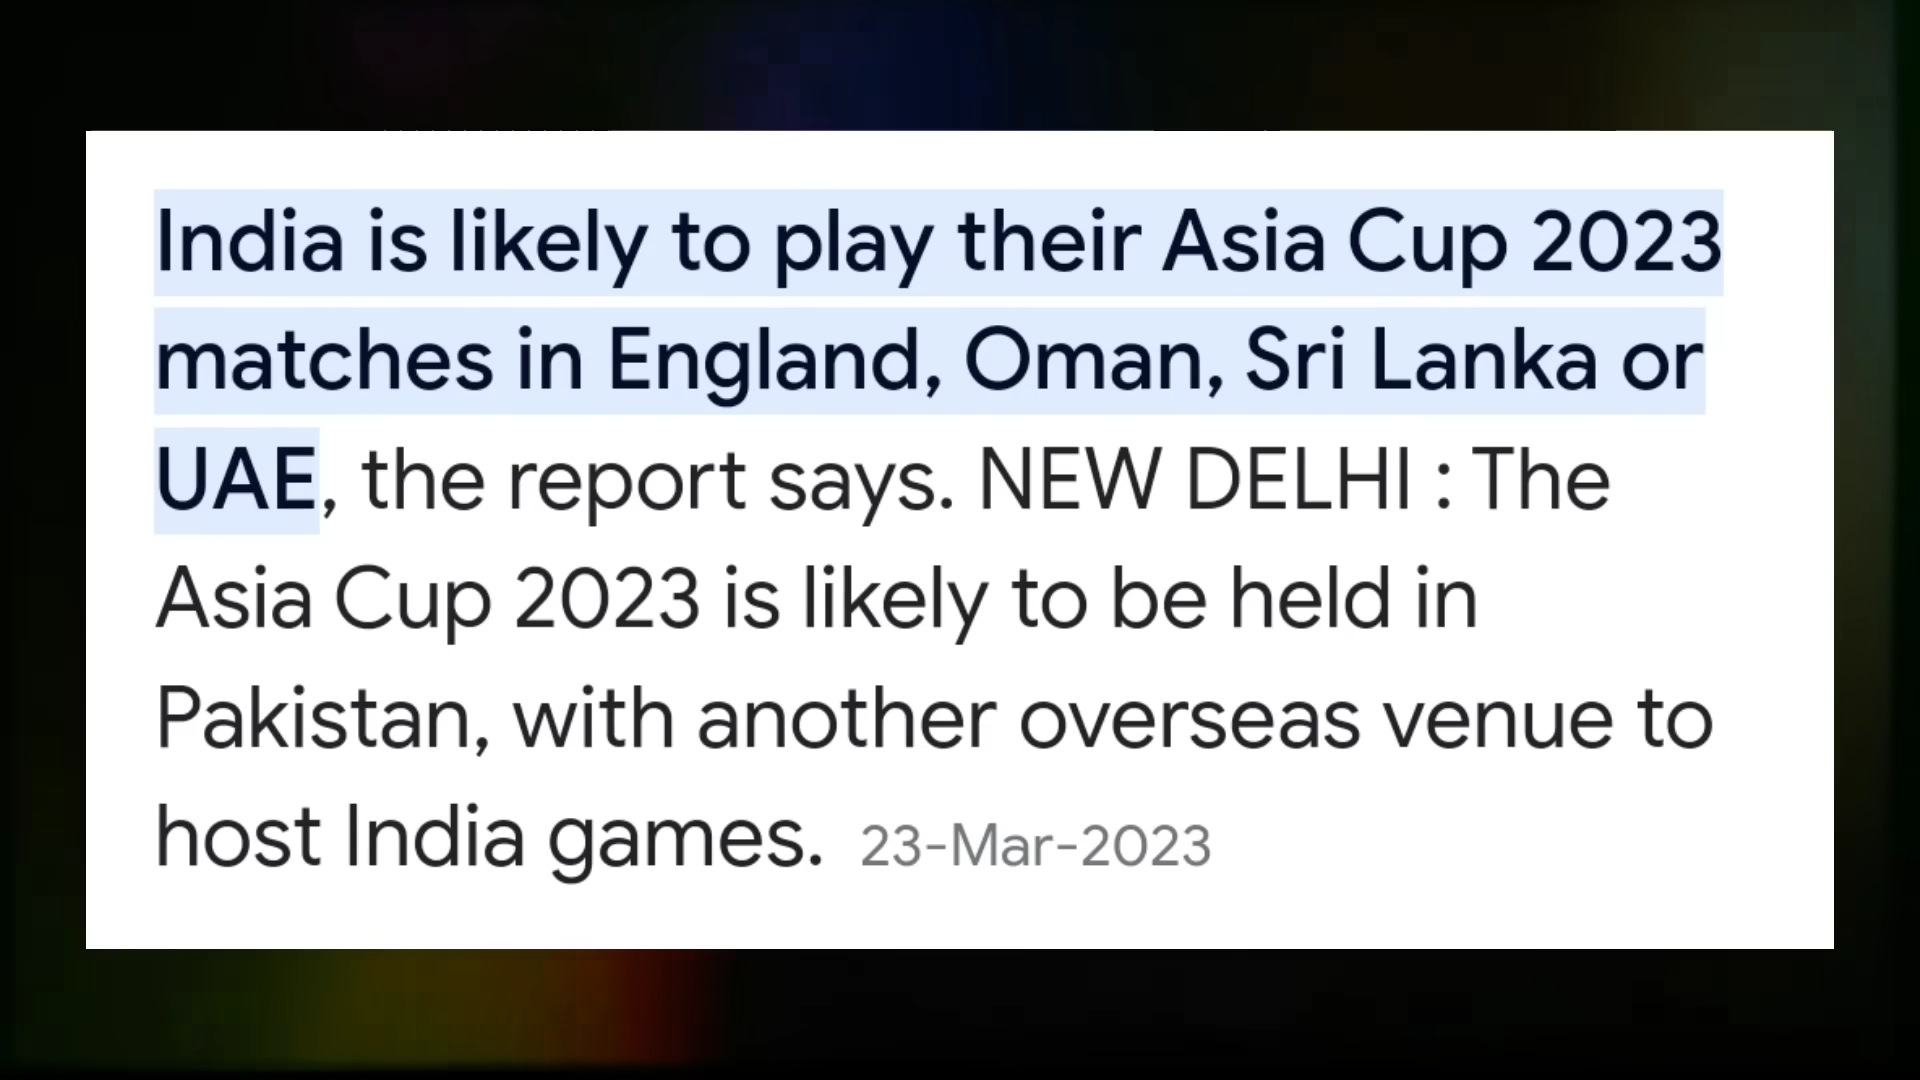 India is likely to play their Asia Cup 2023
matches in England, Oman, Sri Lanka or
UAE, the report says. NEW DELHI : The
Asia Cup 2023 is likely to be held in
Pakistan, with another overseas venue to
host India games. 23-Mar-2023